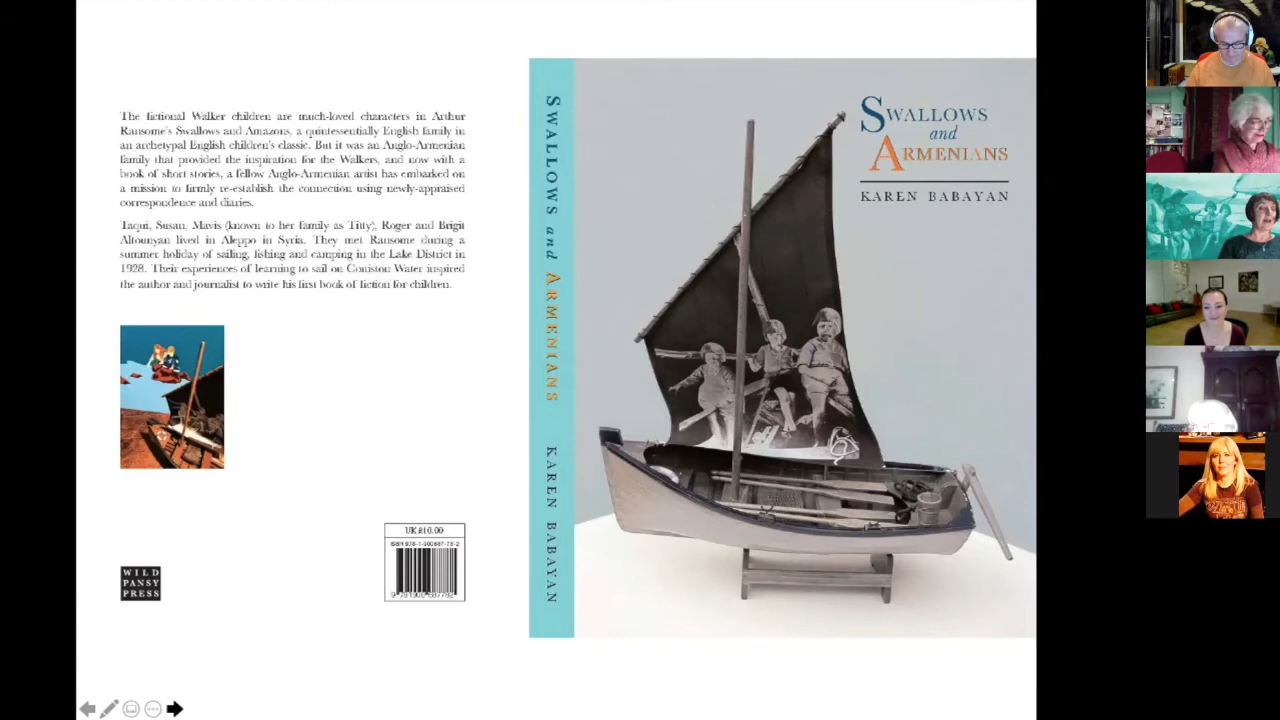 The fictional Walker children are much-loved characters in Arthur
Ransome's Swallows and Amazons, a quintessentially English family in
an archetypal English children's classic. But it was an Anglo-Armenian
family that provided the inspiration for the Walkers, and now with a
book of short stories, a fellow Anglo-Armenian artist has embarked on
a mission to firmly re-establish the connection using newly-appraised
correspondence and diaries.
Taqui, Susan, Mavis (known to her family as Titty), Roger and Brigit
Altounyan lived in Aleppo in Syria. They met Ransome during a
summer holiday of sailing, fishing and camping in the Lake District in
1928. Their experiences of learning to sail on Coniston Water inspired
the author and journalist to write his first book of fiction for children.
WILD
PANSY
PRESS
UK £10.00
SWALLOWS and ARMENIANS KAREN BABAYAN
SWALLOWS
and
ARMENIANS
KAREN BABAYAN